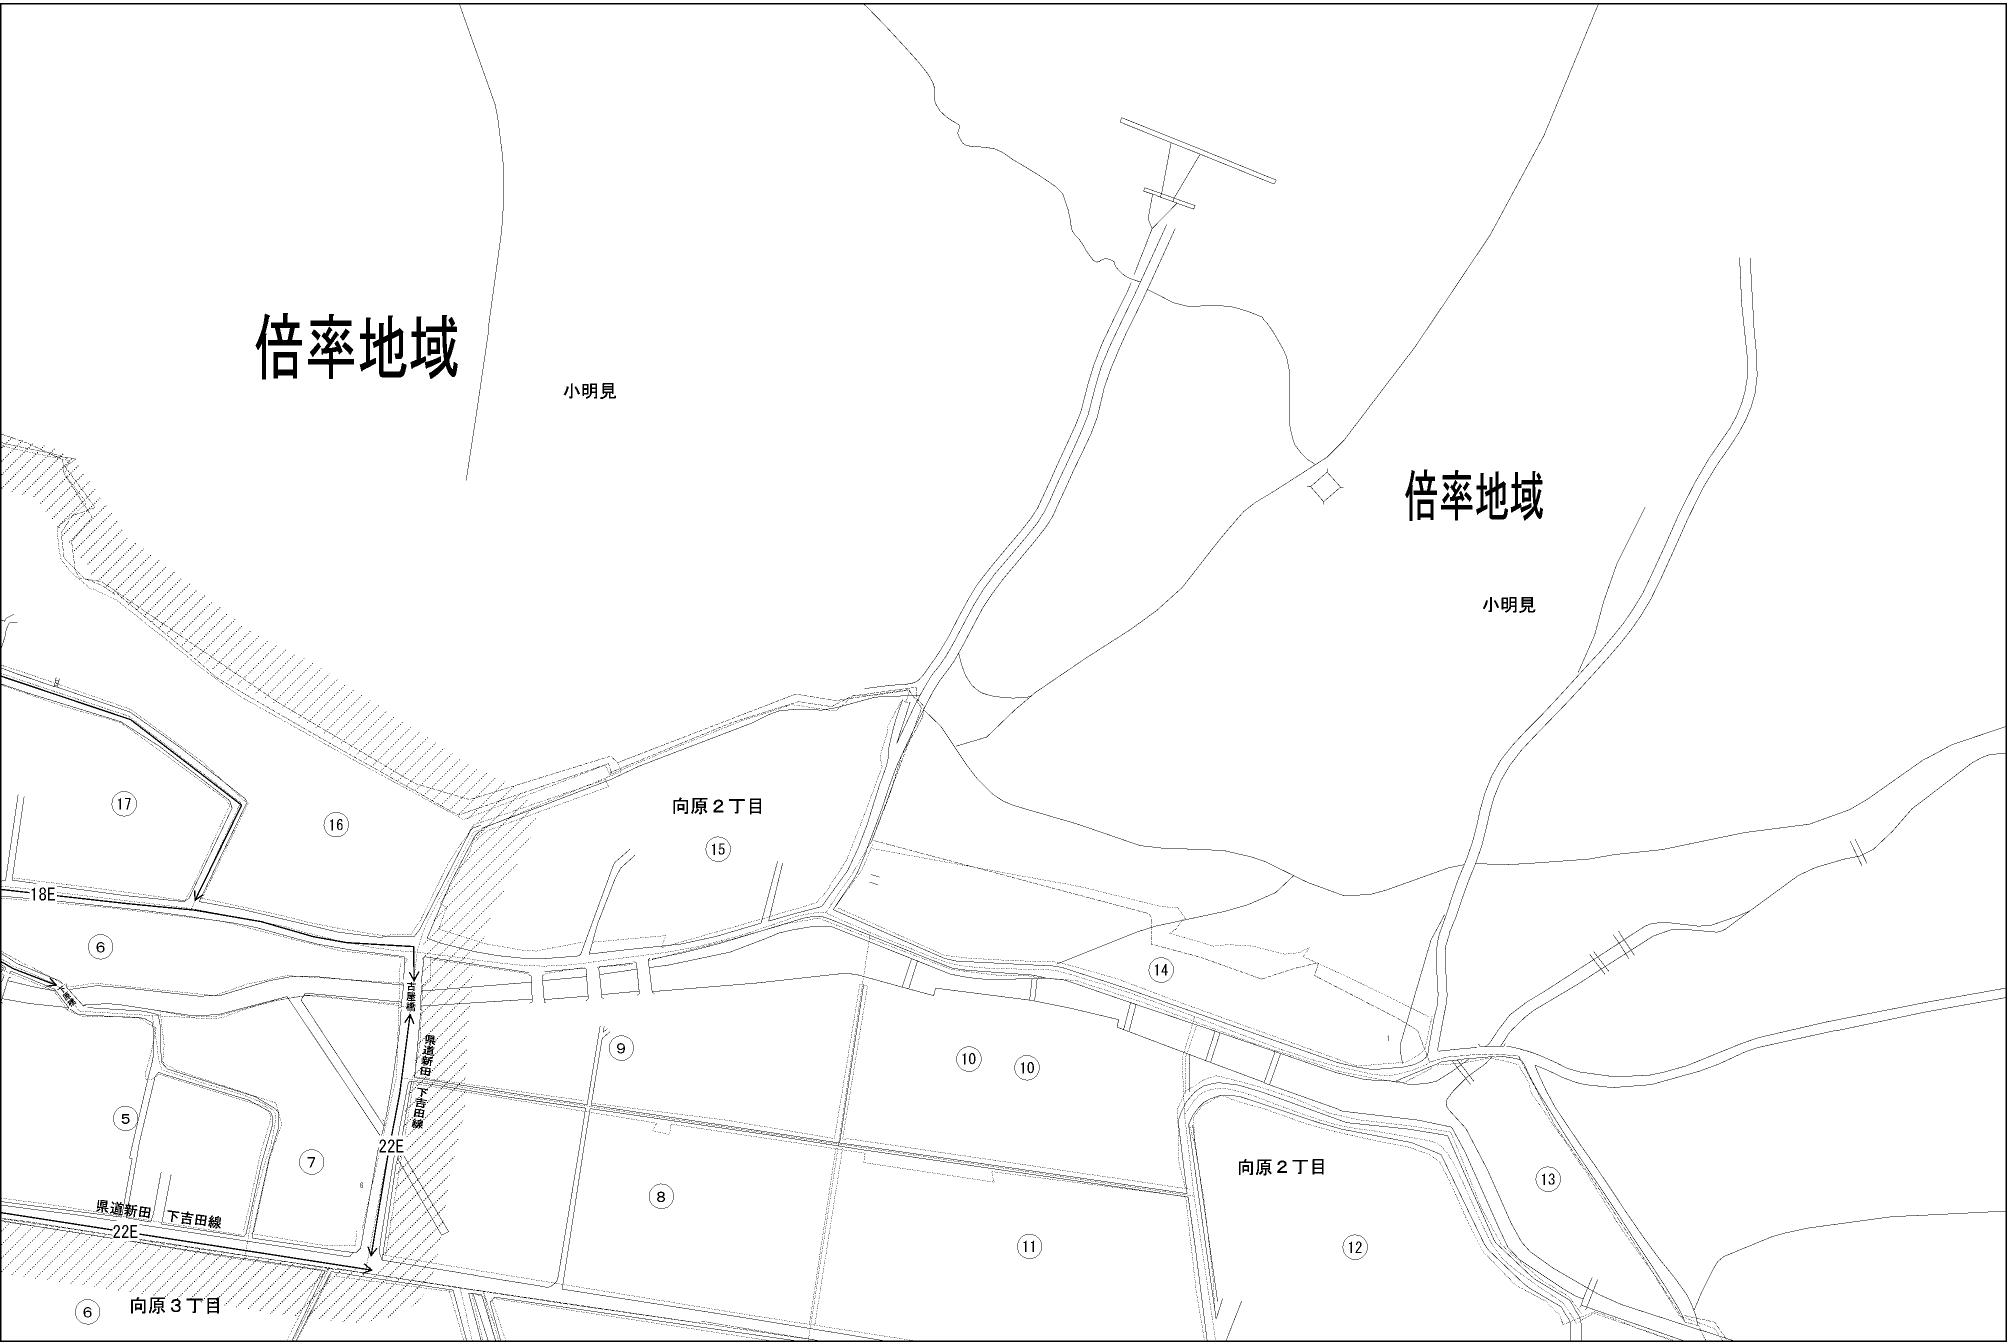 倍率地域
小明見
倍率地域
小明見
17
16
向原２丁目
15
18E
6
14
古屋橋
県道新田
下吉田線
9
10
10
5
7
22E
8
向原２丁目
13
県道新田
下吉田線
22E
11
12
6
向原３丁目